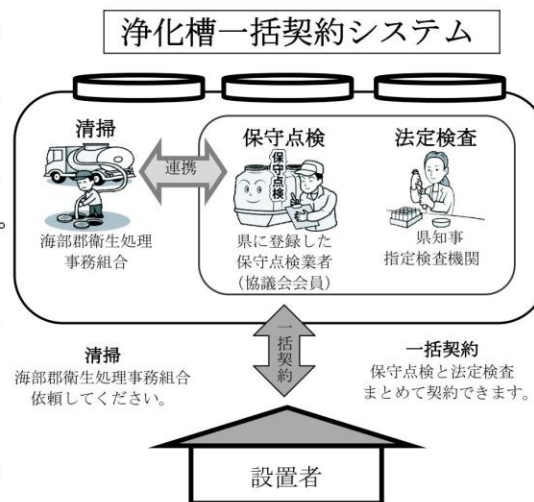 浄化槽一括契約システム
清掃
連携
海部郡衛生処理
事務組合
保守点検
保守点検
県に登録した
保守点検業者
（協議会会員）
法定検査
県知事
指定検査機関
。
一括契約
清掃
海部郡衛生処理事務組合
依頼してください。
一括契約
保守点検と法定検査
まとめて契約できます。
設置者